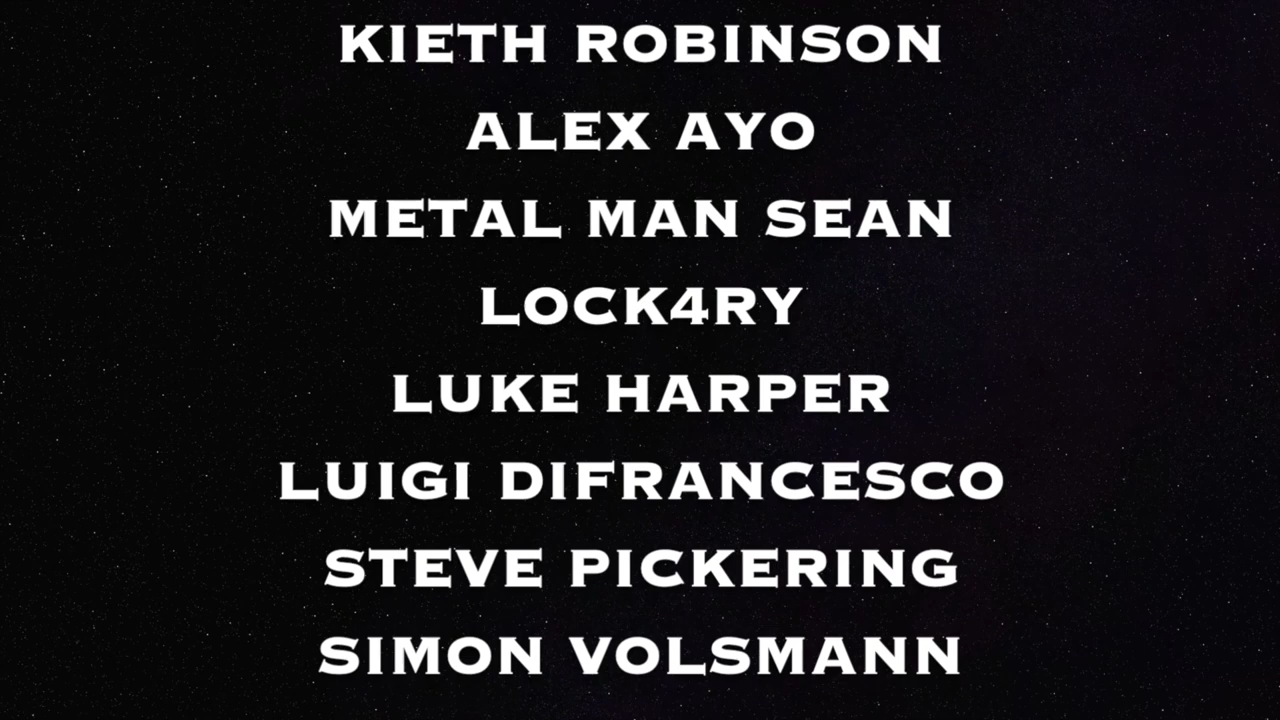 KIETH ROBINSON
ALEX AYO
METAL MAN SEAN
LOCK4RY
LUKE HARPER
LUIGI DIFRANCESCO
STEVE PICKERING
SIMON VOLSMANN